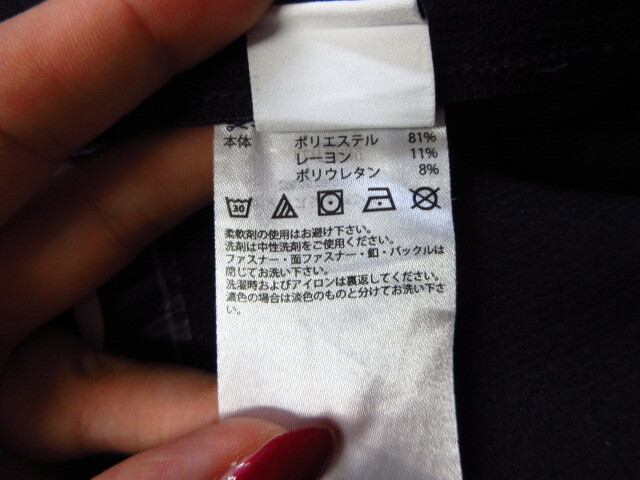 本体 ポリエステル 81%
レーヨン 11%
ポリウレタン 8%
30
柔軟剤の使用はお避け下さい。
洗剤は中性洗剤をご使用ください。
ファスナー・面ファスナー・釦・バックルは
閉じてお洗い下さい。
洗濯時およびアイロンは裏返してください。
濃色の場合は淡色のものと分けてお洗い下さ
い。